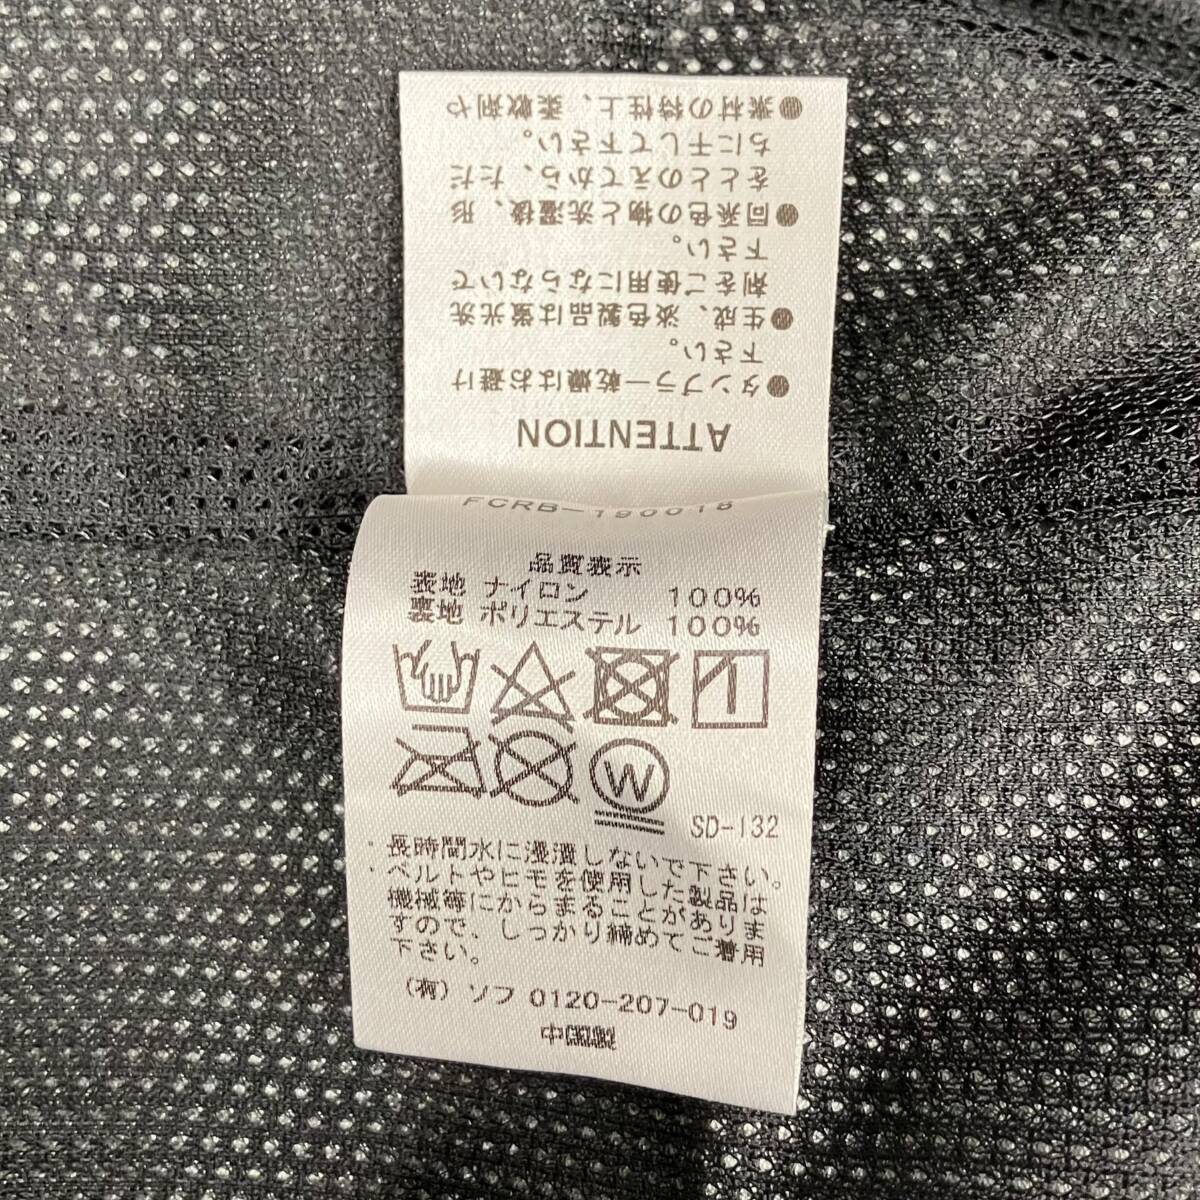 ATTENTION
●タンブラー乾燥はお避け
下さい。
●生成、淡色製品は蛍光洗
剤をご使用にならないで
下さい。
●同系色の物と洗濯後、形
をととのえてから、ただ
ちに干して下さい。
●素材の特性上、柔軟剤や
FCRB-190018
品質表示
表地 ナイロン 100%
裏地 ポリエステル 100%
W
SD-132
・長時間水に浸漬しないで下さい。
・ベルトやヒモを使用した製品は
機械等にからまることがありま
すので、しっかり締めてご着用
下さい。
(有) ソフ 0120-207-019
中